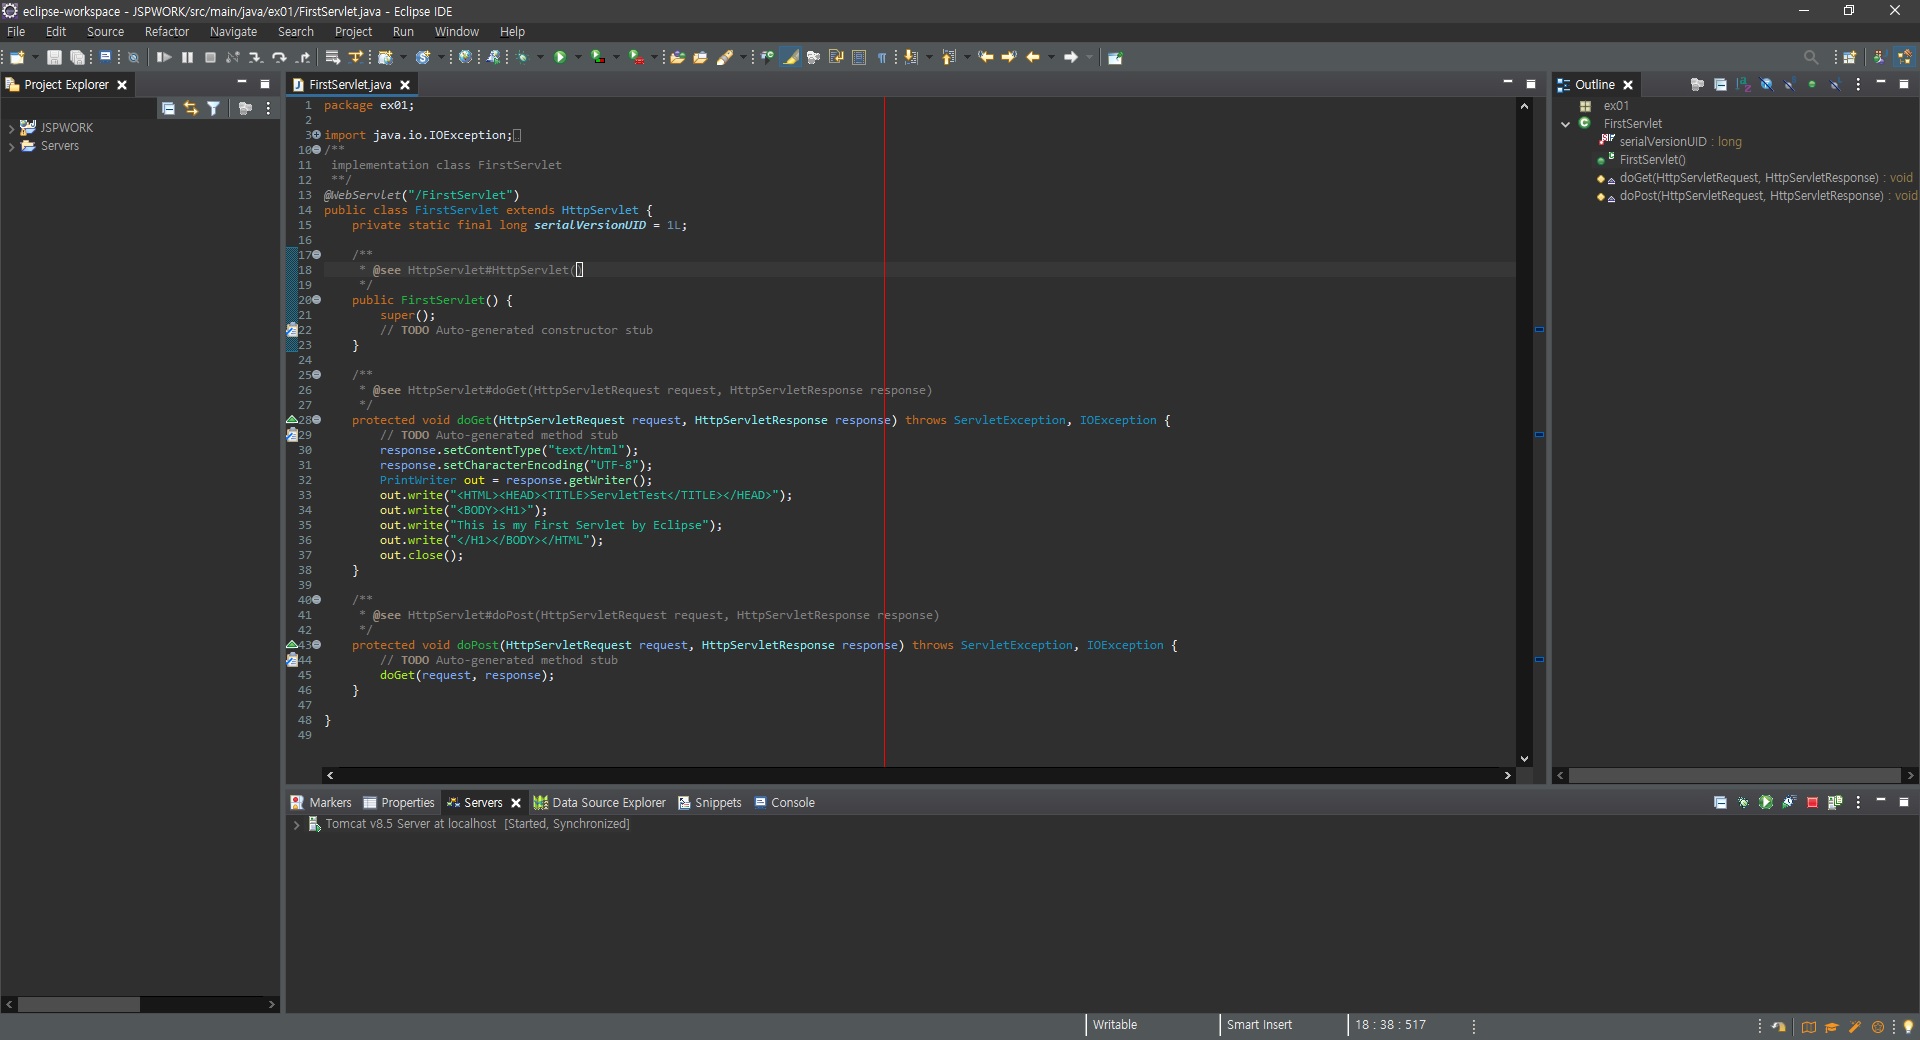 eclipse-workspace - JSPWORK/src/main/java/ex01/FirstServlet.java - Eclipse IDE
File Edit Source Refactor Navigate Search Project Run Window Help
Project Explorer
JSPWORK
Servers
FirstServlet.java
1 package ex01;
2
3 import java.io.IOException;
10 /**
11 implementation class FirstServlet
12 **/
13 @WebServlet("/FirstServlet")
14 public class FirstServlet extends HttpServlet {
15 private static final long serialVersionUID = 1L;
16
17 /**
18 * @see HttpServlet#HttpServlet()
19 */
20 public FirstServlet() {
21 super();
22 // TODO Auto-generated constructor stub
23 }
24
25 /**
26 * @see HttpServlet#doGet(HttpServletRequest request, HttpServletResponse response)
27 */
28 protected void doGet(HttpServletRequest request, HttpServletResponse response) throws ServletException, IOException {
29 // TODO Auto-generated method stub
30 response.setContentType("text/html");
31 response.setCharacterEncoding("UTF-8");
32 PrintWriter out = response.getWriter();
33 out.write("<HTML><HEAD><TITLE>ServletTest</TITLE></HEAD>");
34 out.write("<BODY><H1>");
35 out.write("This is my First Servlet by Eclipse");
36 out.write("</H1></BODY></HTML");
37 out.close();
38 }
39
40 /**
41 * @see HttpServlet#doPost(HttpServletRequest request, HttpServletResponse response)
42 */
43 protected void doPost(HttpServletRequest request, HttpServletResponse response) throws ServletException, IOException {
44 // TODO Auto-generated method stub
45 doGet(request, response);
46 }
47
48 }
49
Outline
ex01
FirstServlet
serialVersionUID : long
FirstServlet()
doGet(HttpServletRequest, HttpServletResponse) : void
doPost(HttpServletRequest, HttpServletResponse) : void
Markers Properties Servers Data Source Explorer Snippets Console
Tomcat v8.5 Server at localhost [Started, Synchronized]
Writable Smart Insert 18 : 38 : 517